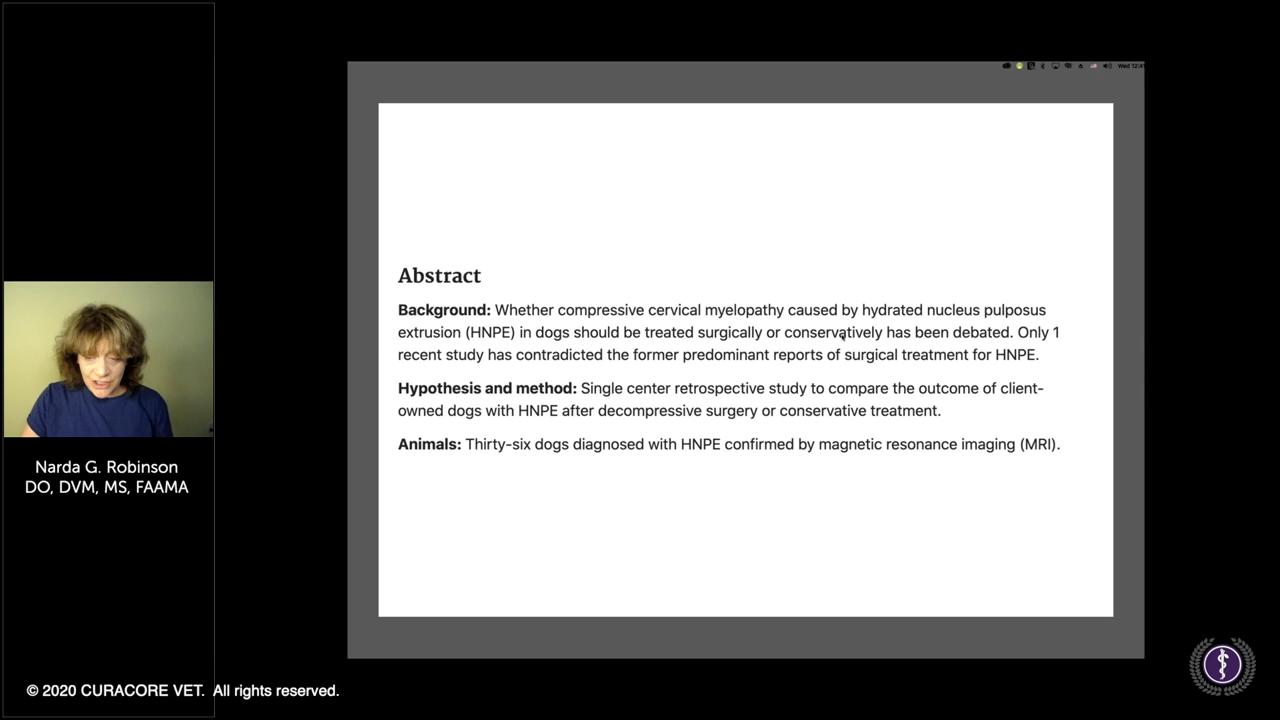 Wed 12:41
Abstract
Background: Whether compressive cervical myelopathy caused by hydrated nucleus pulposus
extrusion (HNPE) in dogs should be treated surgically or conservatively has been debated. Only 1
recent study has contradicted the former predominant reports of surgical treatment for HNPE.
Hypothesis and method: Single center retrospective study to compare the outcome of client-
owned dogs with HNPE after decompressive surgery or conservative treatment.
Animals: Thirty-six dogs diagnosed with HNPE confirmed by magnetic resonance imaging (MRI).
Narda G. Robinson
DO, DVM, MS, FAAMA
© 2020 CURACORE VET. All rights reserved.